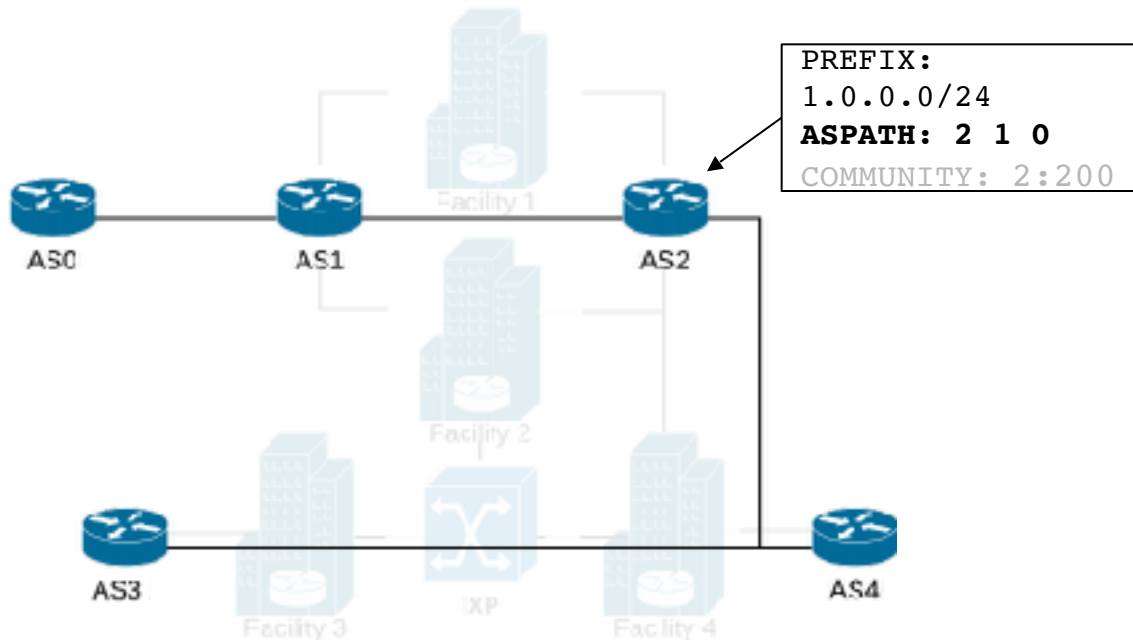 PREFIX:
1.0.0.0/24
ASPATH: 2 1 0
COMMUNITY: 2:200
Facility 1
AS0
AS1
AS2
Facility 2
AS3
IXP
AS4
Facility 3
Facility 4